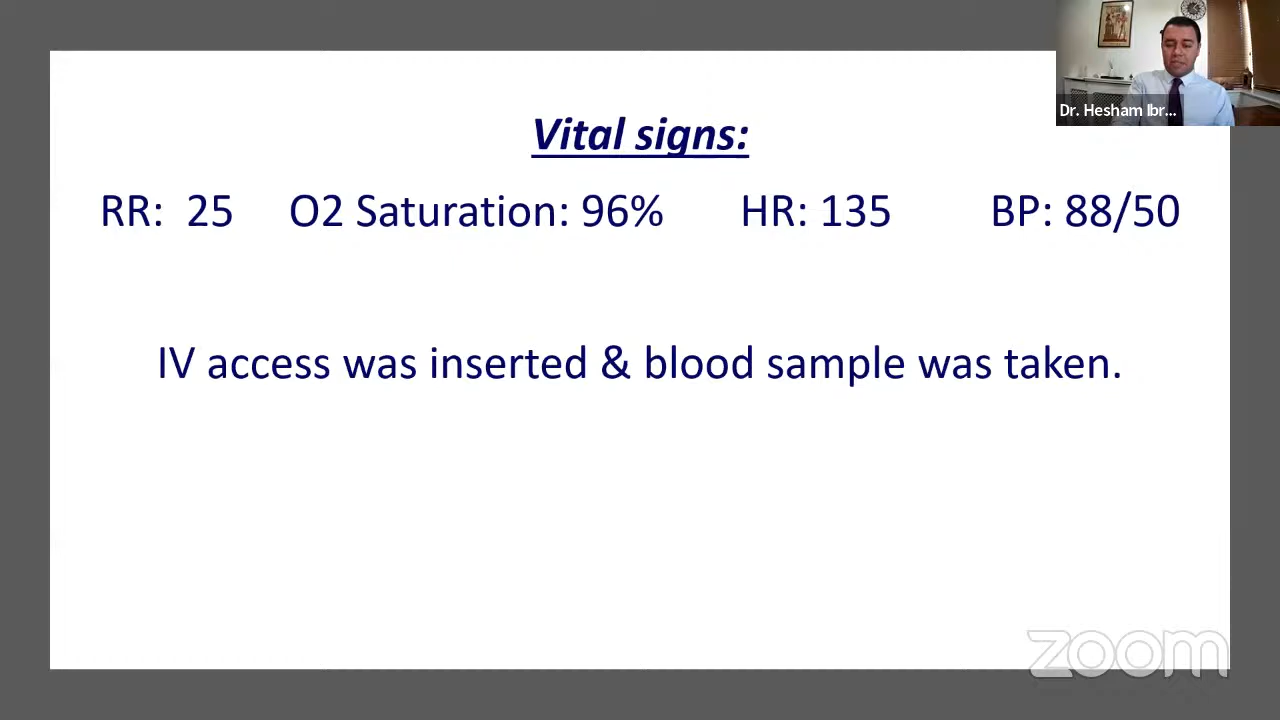 Dr. Hesham Ibr...
Vital signs:
RR: 25 O2 Saturation: 96% HR: 135 BP: 88/50
IV access was inserted & blood sample was taken.
zoom